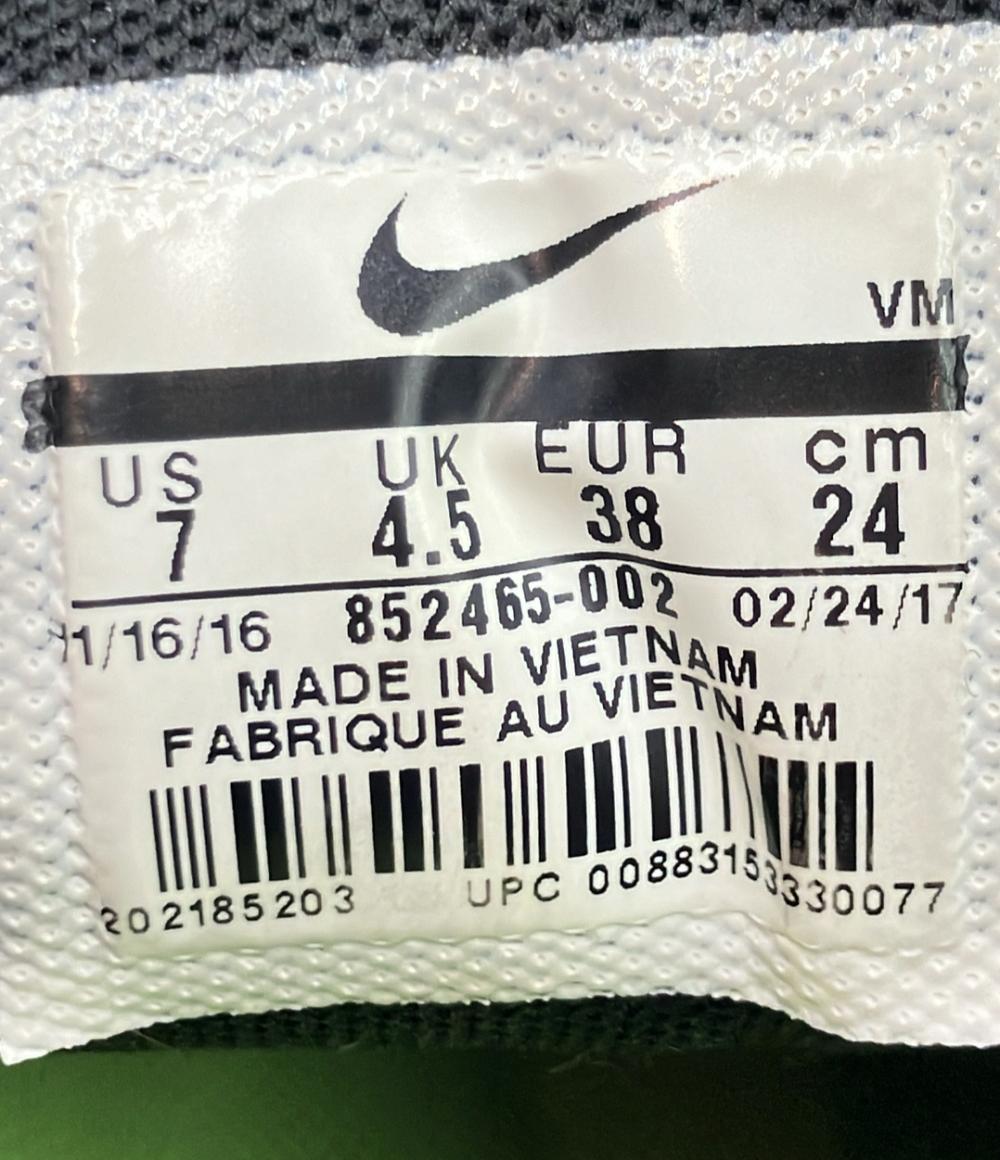 VM
US UK EUR cm
7 4.5 38 24
11/16/16 852465-002 02/24/17
MADE IN VIETNAM
FABRIQUE AU VIETNAM
202185203 UPC 00883153330077